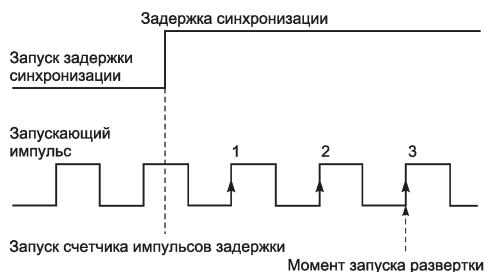 Задержка синхронизации
Запуск задержки
синхронизации
Запускающий
импульс
1
2
3
Запуск счетчика импульсов задержки
Момент запуска развертки